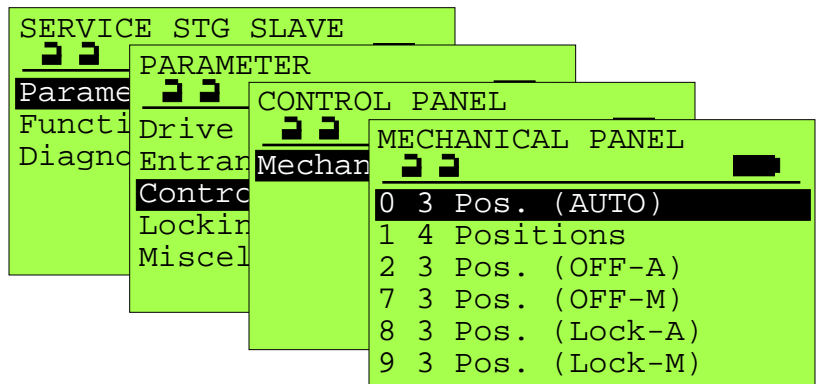 SERVICE STG SLAVE
Parame
Functi
Diagno
PARAMETER
Drive
Entran
Contro
Lockin
Miscel
CONTROL PANEL
Mechan
MECHANICAL PANEL
0 3 Pos. (AUTO)
1 4 Positions
2 3 Pos. (OFF-A)
7 3 Pos. (OFF-M)
8 3 Pos. (Lock-A)
9 3 Pos. (Lock-M)